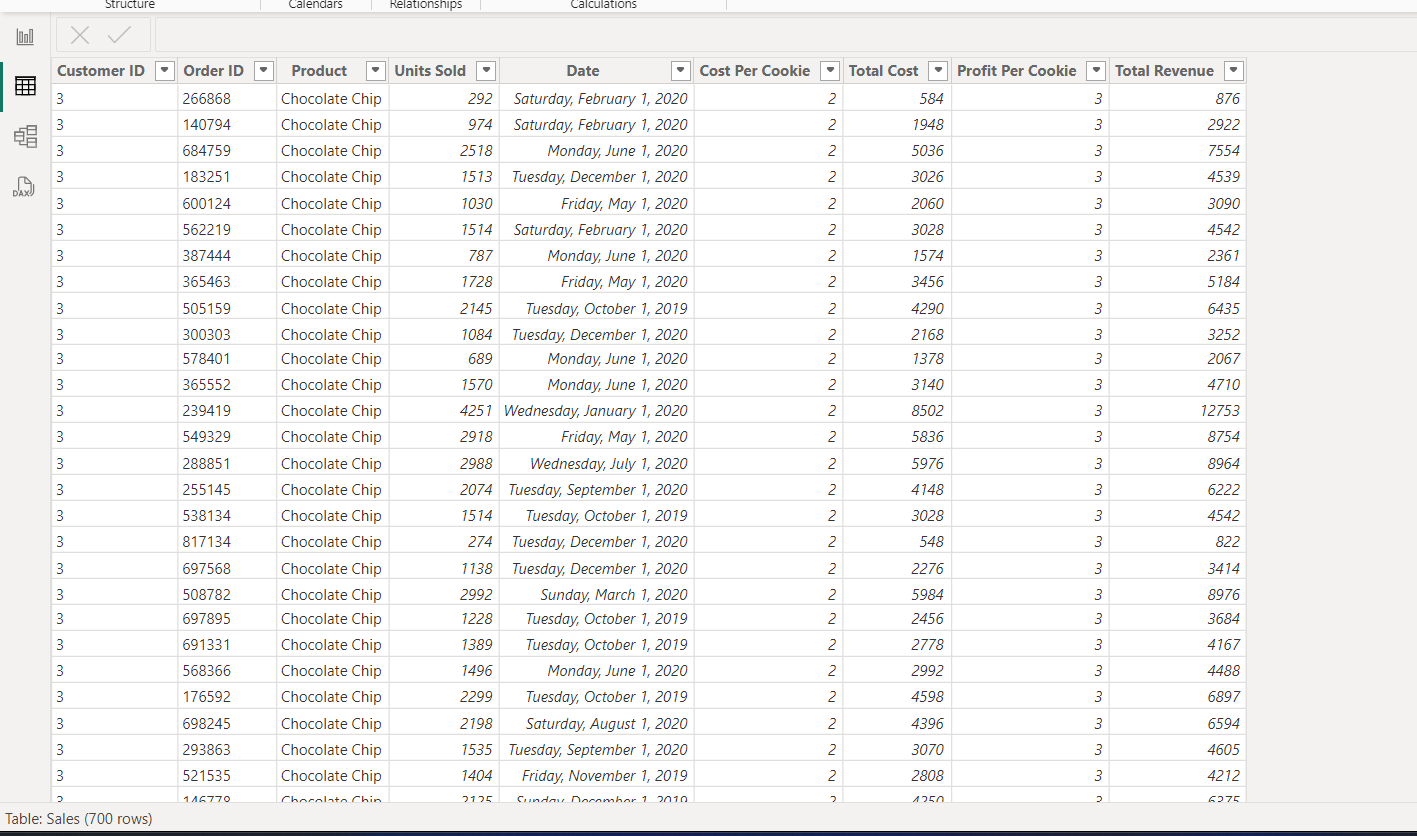 Structure Calendars Relationships Calculations
Customer ID Order ID Product Units Sold Date Cost Per Cookie Total Cost Profit Per Cookie Total Revenue
3 266868 Chocolate Chip 292 Saturday, February 1, 2020 2 584 3 876
3 140794 Chocolate Chip 974 Saturday, February 1, 2020 2 1948 3 2922
3 684759 Chocolate Chip 2518 Monday, June 1, 2020 2 5036 3 7554
3 183251 Chocolate Chip 1513 Tuesday, December 1, 2020 2 3026 3 4539
DAX
3 600124 Chocolate Chip 1030 Friday, May 1, 2020 2 2060 3 3090
3 562219 Chocolate Chip 1514 Saturday, February 1, 2020 2 3028 3 4542
3 387444 Chocolate Chip 787 Monday, June 1, 2020 2 1574 3 2361
3 365463 Chocolate Chip 1728 Friday, May 1, 2020 2 3456 3 5184
3 505159 Chocolate Chip 2145 Tuesday, October 1, 2019 2 4290 3 6435
3 300303 Chocolate Chip 1084 Tuesday, December 1, 2020 2 2168 3 3252
3 578401 Chocolate Chip 689 Monday, June 1, 2020 2 1378 3 2067
3 365552 Chocolate Chip 1570 Monday, June 1, 2020 2 3140 3 4710
3 239419 Chocolate Chip 4251 Wednesday, January 1, 2020 2 8502 3 12753
3 549329 Chocolate Chip 2918 Friday, May 1, 2020 2 5836 3 8754
3 288851 Chocolate Chip 2988 Wednesday, July 1, 2020 2 5976 3 8964
3 255145 Chocolate Chip 2074 Tuesday, September 1, 2020 2 4148 3 6222
3 538134 Chocolate Chip 1514 Tuesday, October 1, 2019 2 3028 3 4542
3 817134 Chocolate Chip 274 Tuesday, December 1, 2020 2 548 3 822
3 697568 Chocolate Chip 1138 Tuesday, December 1, 2020 2 2276 3 3414
3 508782 Chocolate Chip 2992 Sunday, March 1, 2020 2 5984 3 8976
3 697895 Chocolate Chip 1228 Tuesday, October 1, 2019 2 2456 3 3684
3 691331 Chocolate Chip 1389 Tuesday, October 1, 2019 2 2778 3 4167
3 568366 Chocolate Chip 1496 Monday, June 1, 2020 2 2992 3 4488
3 176592 Chocolate Chip 2299 Tuesday, October 1, 2019 2 4598 3 6897
3 698245 Chocolate Chip 2198 Saturday, August 1, 2020 2 4396 3 6594
3 293863 Chocolate Chip 1535 Tuesday, September 1, 2020 2 3070 3 4605
3 521535 Chocolate Chip 1404 Friday, November 1, 2019 2 2808 3 4212
3 146778 Chocolate Chip 2125 Sunday, December 1, 2019 2 4250 3 6375
Table: Sales (700 rows)